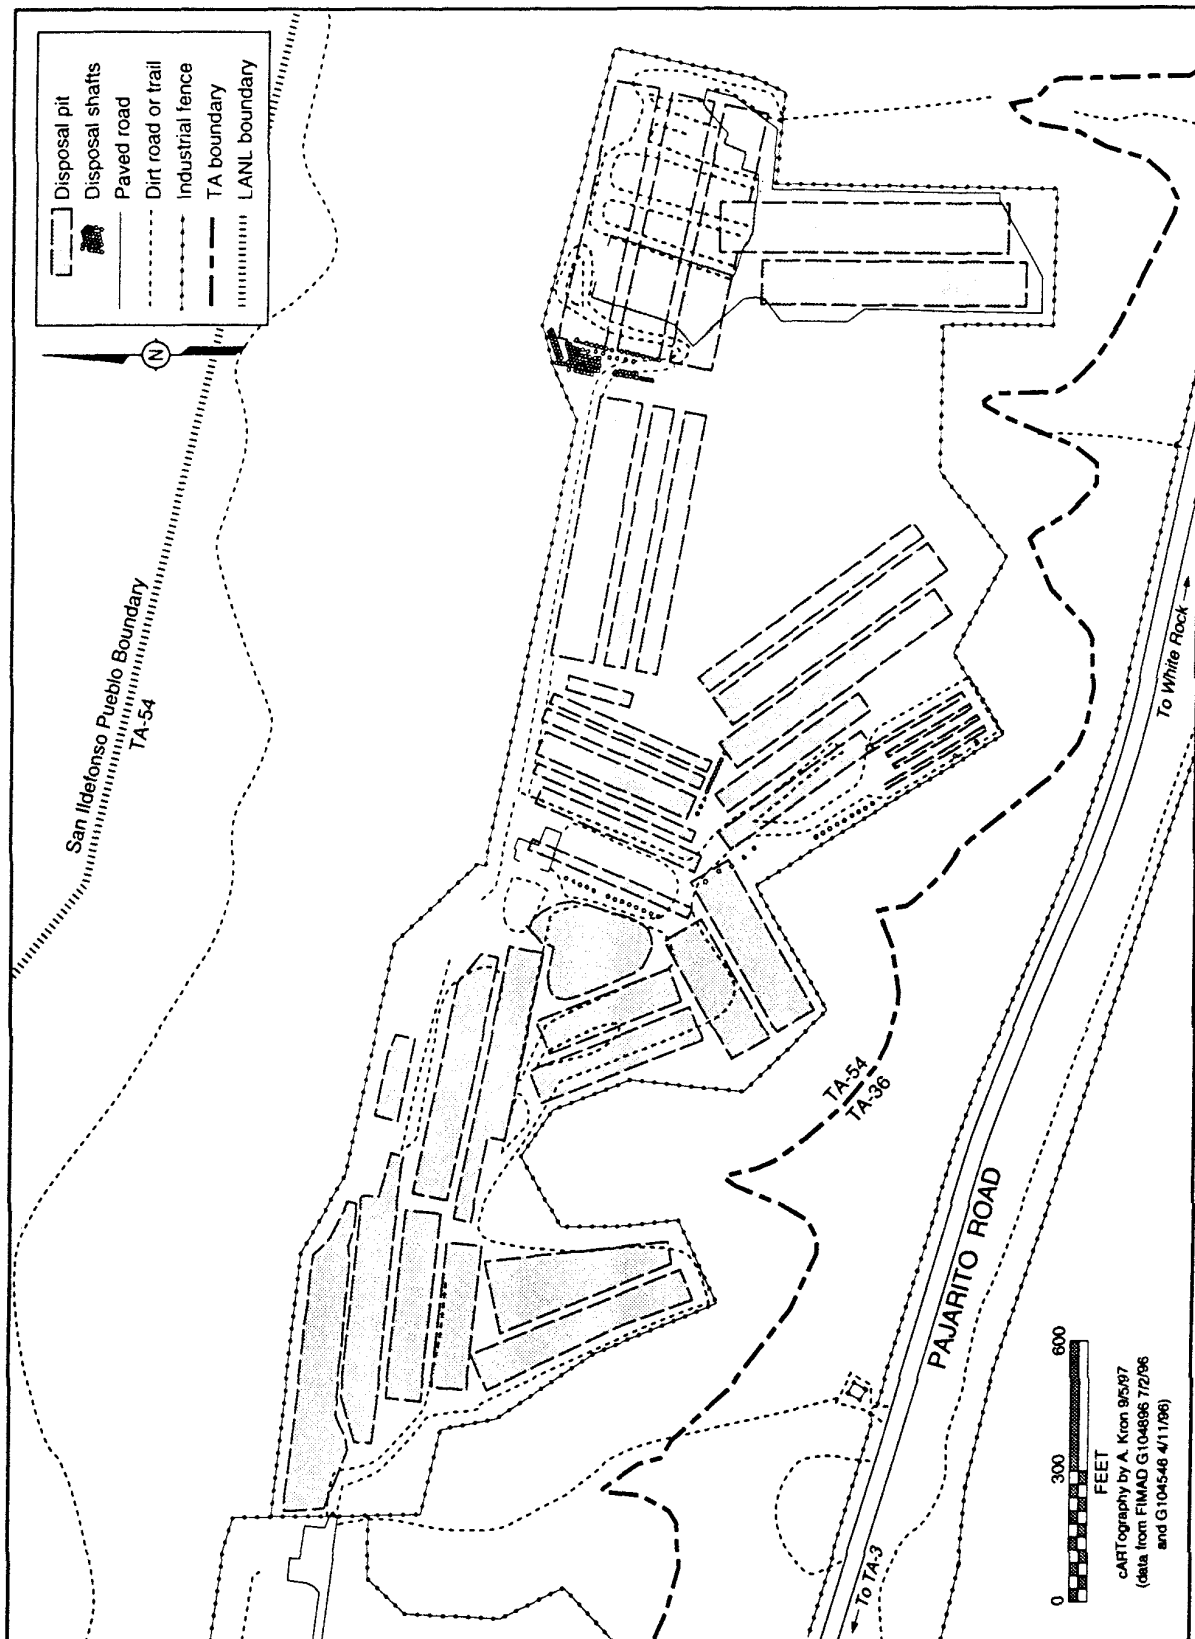 Disposal pit
Disposal shafts
Paved road
Dirt road or trail
Industrial fence
TA boundary
LANL boundary
N
San Ildefonso Pueblo Boundary
TA-54
TA-54
TA-36
To White Rock
PAJARITO ROAD
To TA-3
0 300 600
FEET
cARTography by A. Kron 9/5/97
(data from FIMAD G104896 7/2/96
and G104546 4/11/96)